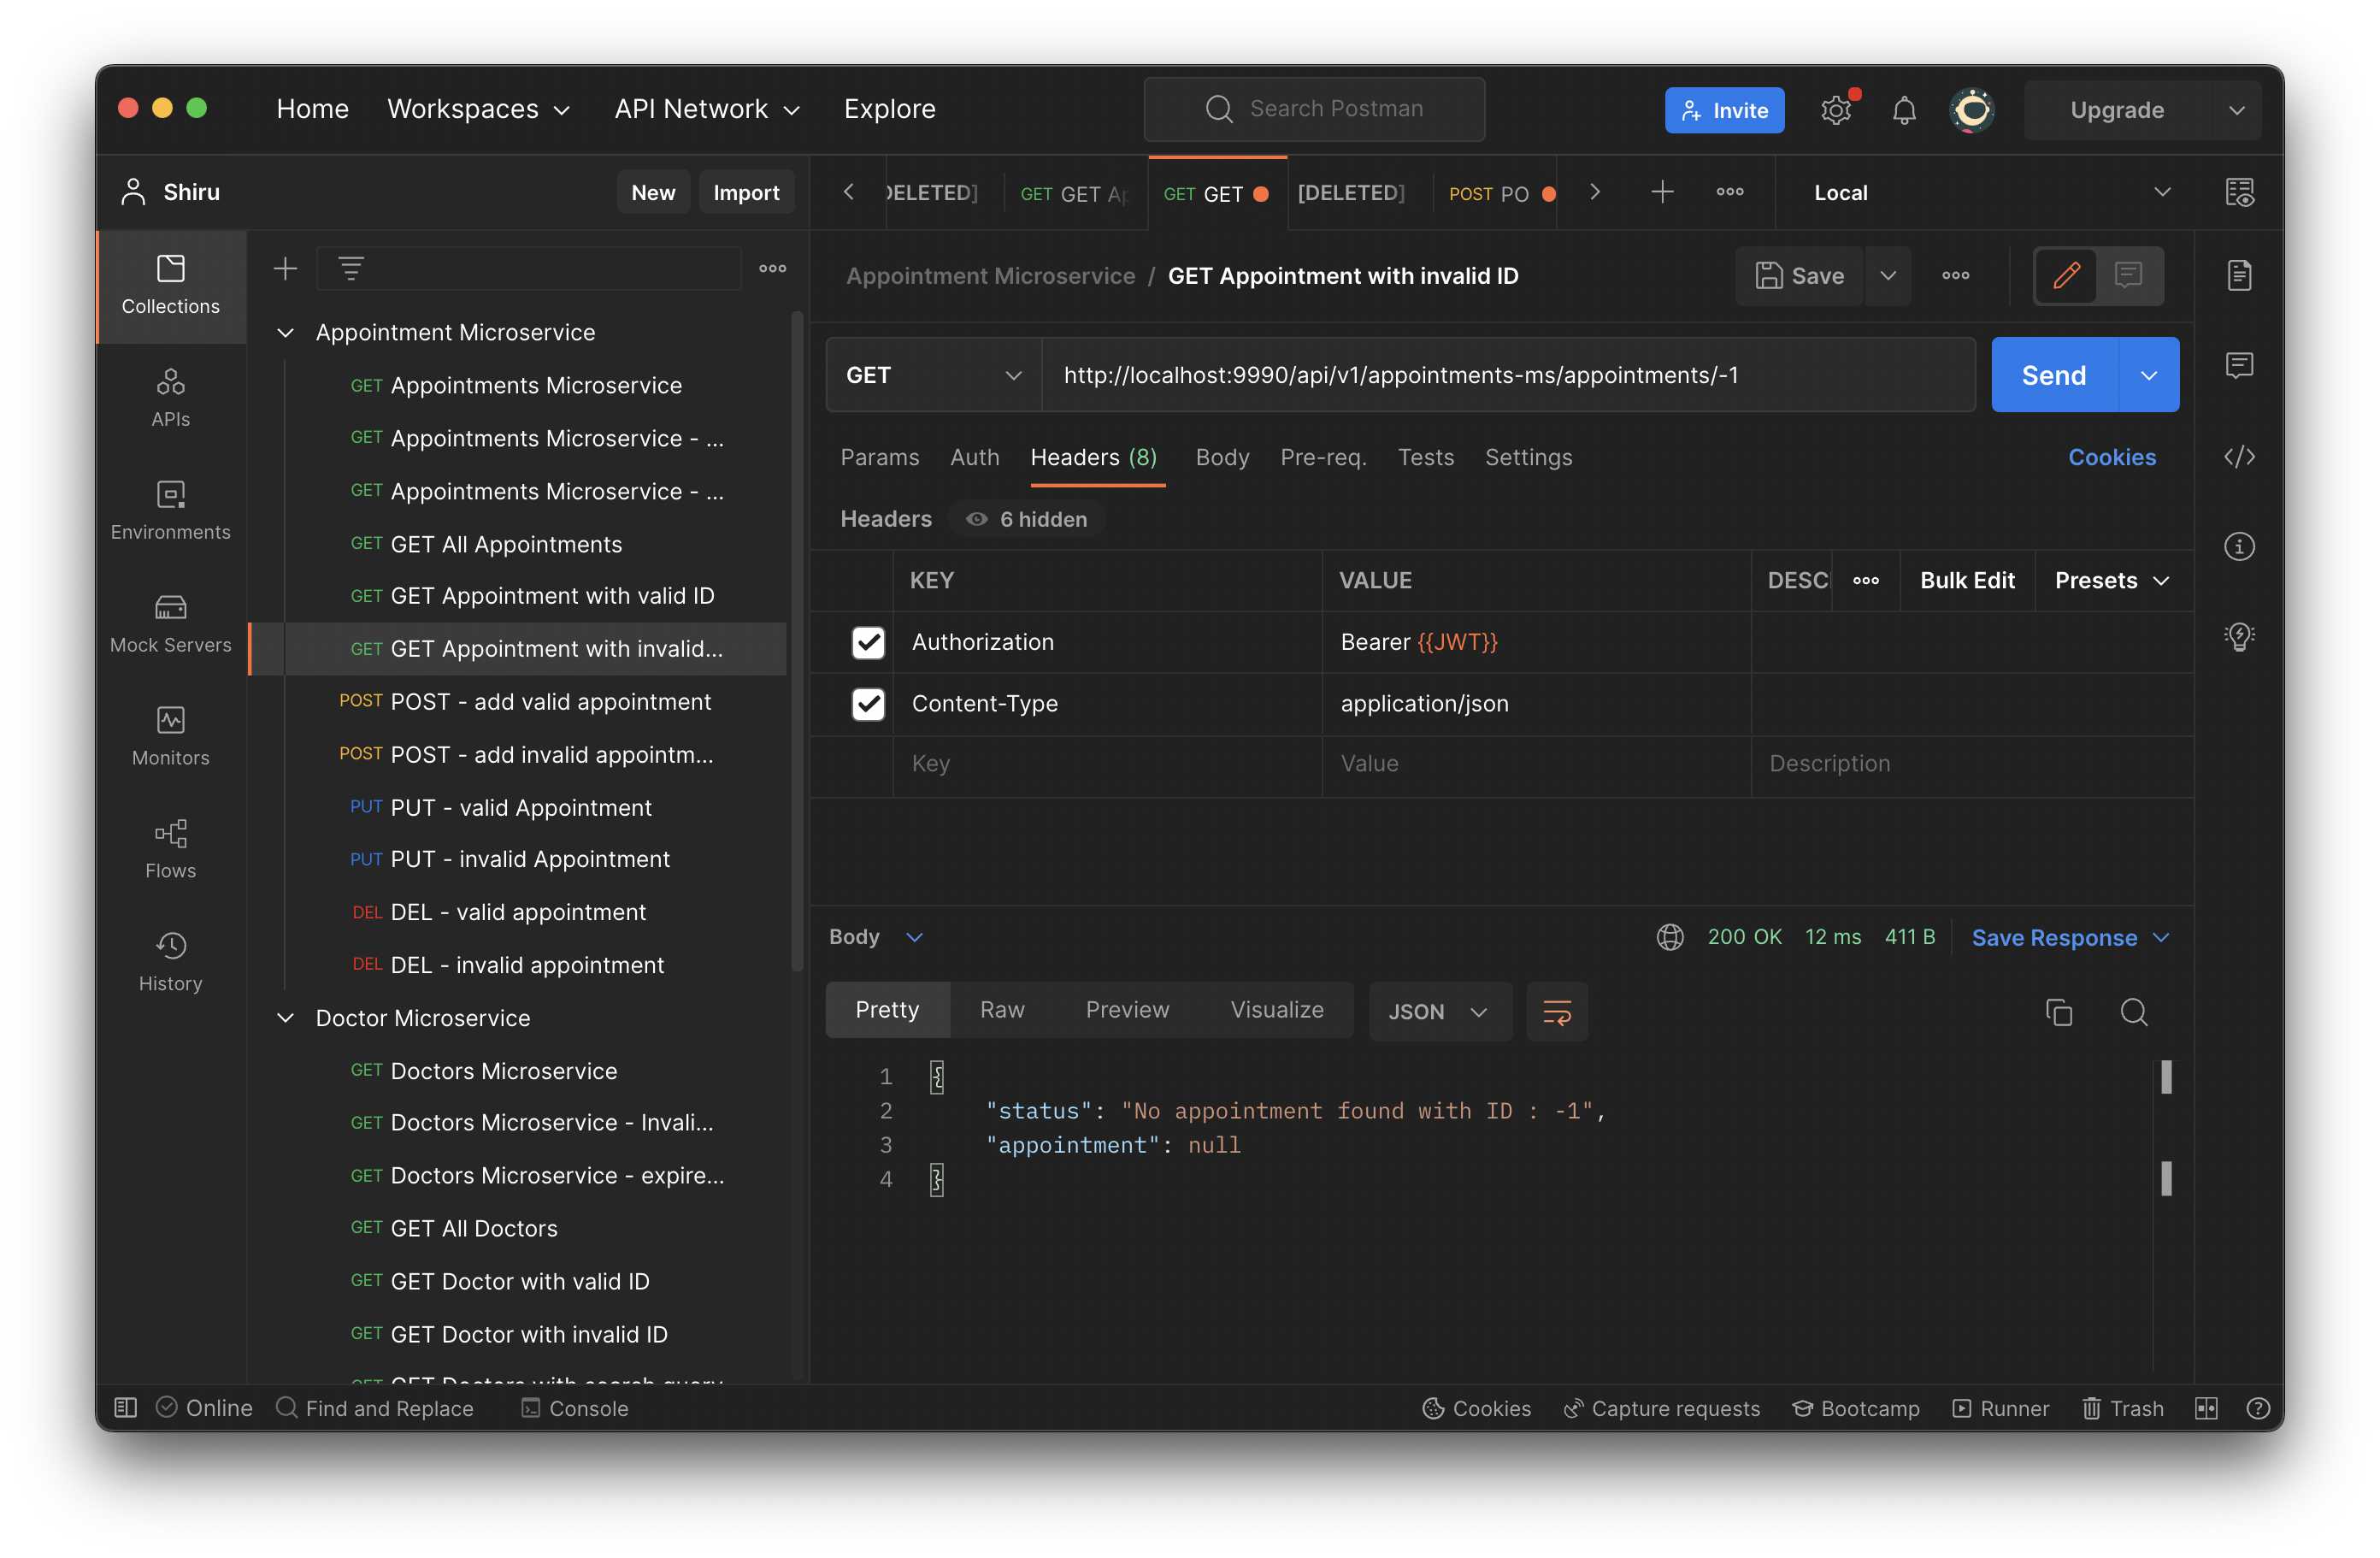 Home Workspaces API Network Explore Search Postman Invite Upgrade
Shiru New Import
DELETED] GET GET Ap GET GET [DELETED] POST PO Local
Collections
APIs
Environments
Mock Servers
Monitors
Flows
History
Appointment Microservice
GET Appointments Microservice
GET Appointments Microservice - ...
GET Appointments Microservice - ...
GET GET All Appointments
GET GET Appointment with valid ID
GET GET Appointment with invalid...
POST POST - add valid appointment
POST POST - add invalid appointm...
PUT PUT - valid Appointment
PUT PUT - invalid Appointment
DEL DEL - valid appointment
DEL DEL - invalid appointment
Doctor Microservice
GET Doctors Microservice
GET Doctors Microservice - Invali...
GET Doctors Microservice - expire...
GET GET All Doctors
GET GET Doctor with valid ID
GET GET Doctor with invalid ID
GET GET Doctors with search query
Appointment Microservice / GET Appointment with invalid ID Save
GET http://localhost:9990/api/v1/appointments-ms/appointments/-1 Send
Params Auth Headers (8) Body Pre-req. Tests Settings Cookies
Headers 6 hidden
KEY VALUE DESC Bulk Edit Presets
Authorization Bearer {{JWT}}
Content-Type application/json
Key Value Description
Body 200 OK 12 ms 411 B Save Response
Pretty Raw Preview Visualize JSON
1 {
2 "status": "No appointment found with ID : -1",
3 "appointment": null
4 }
Online Find and Replace Console Cookies Capture requests Bootcamp Runner Trash